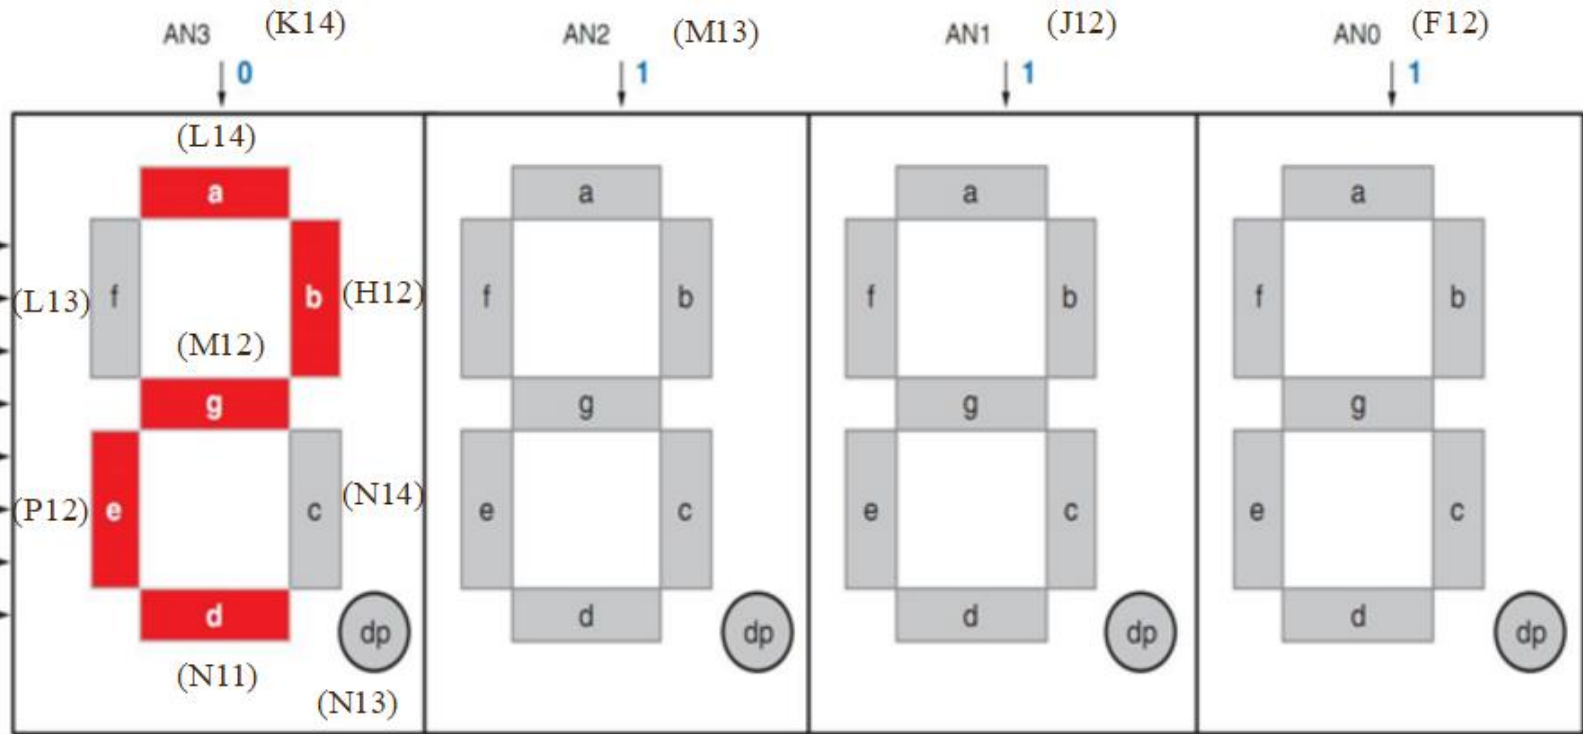 AN3 (K14) AN2 (M13) AN1 (J12) AN0 (F12)
0 1 1 1
(L14)
a a a a
(L13) f b (H12) f b f b f b
(M12)
g g g g
(P12) e c (N14) e c e c e c
d dp d dp d dp d dp
(N11)
(N13)